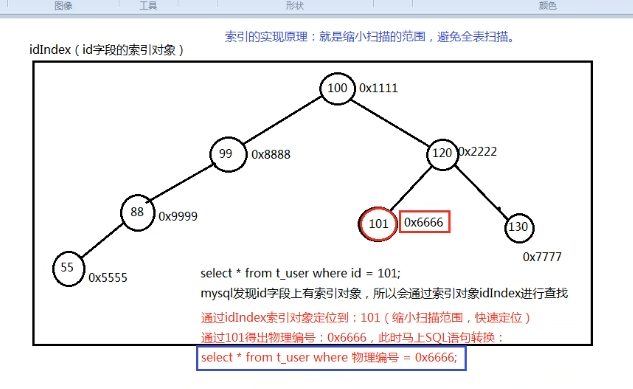 图像
工具
形状
颜色
索引的实现原理：就是缩小扫描的范围，避免全表扫描。
idIndex（id字段的索引对象）
100 0x1111
99 0x8888
120 0x2222
88 0x9999
101 0x6666
130
0x7777
55 0x5555
select * from t_user where id = 101;
mysql发现id字段上有索引对象，所以会通过索引对象idIndex进行查找
通过idIndex索引对象定位到：101（缩小扫描范围，快速定位）
通过101得出物理编号：0x6666，此时马上SQL语句转换：
select * from t_user where 物理编号 = 0x6666;